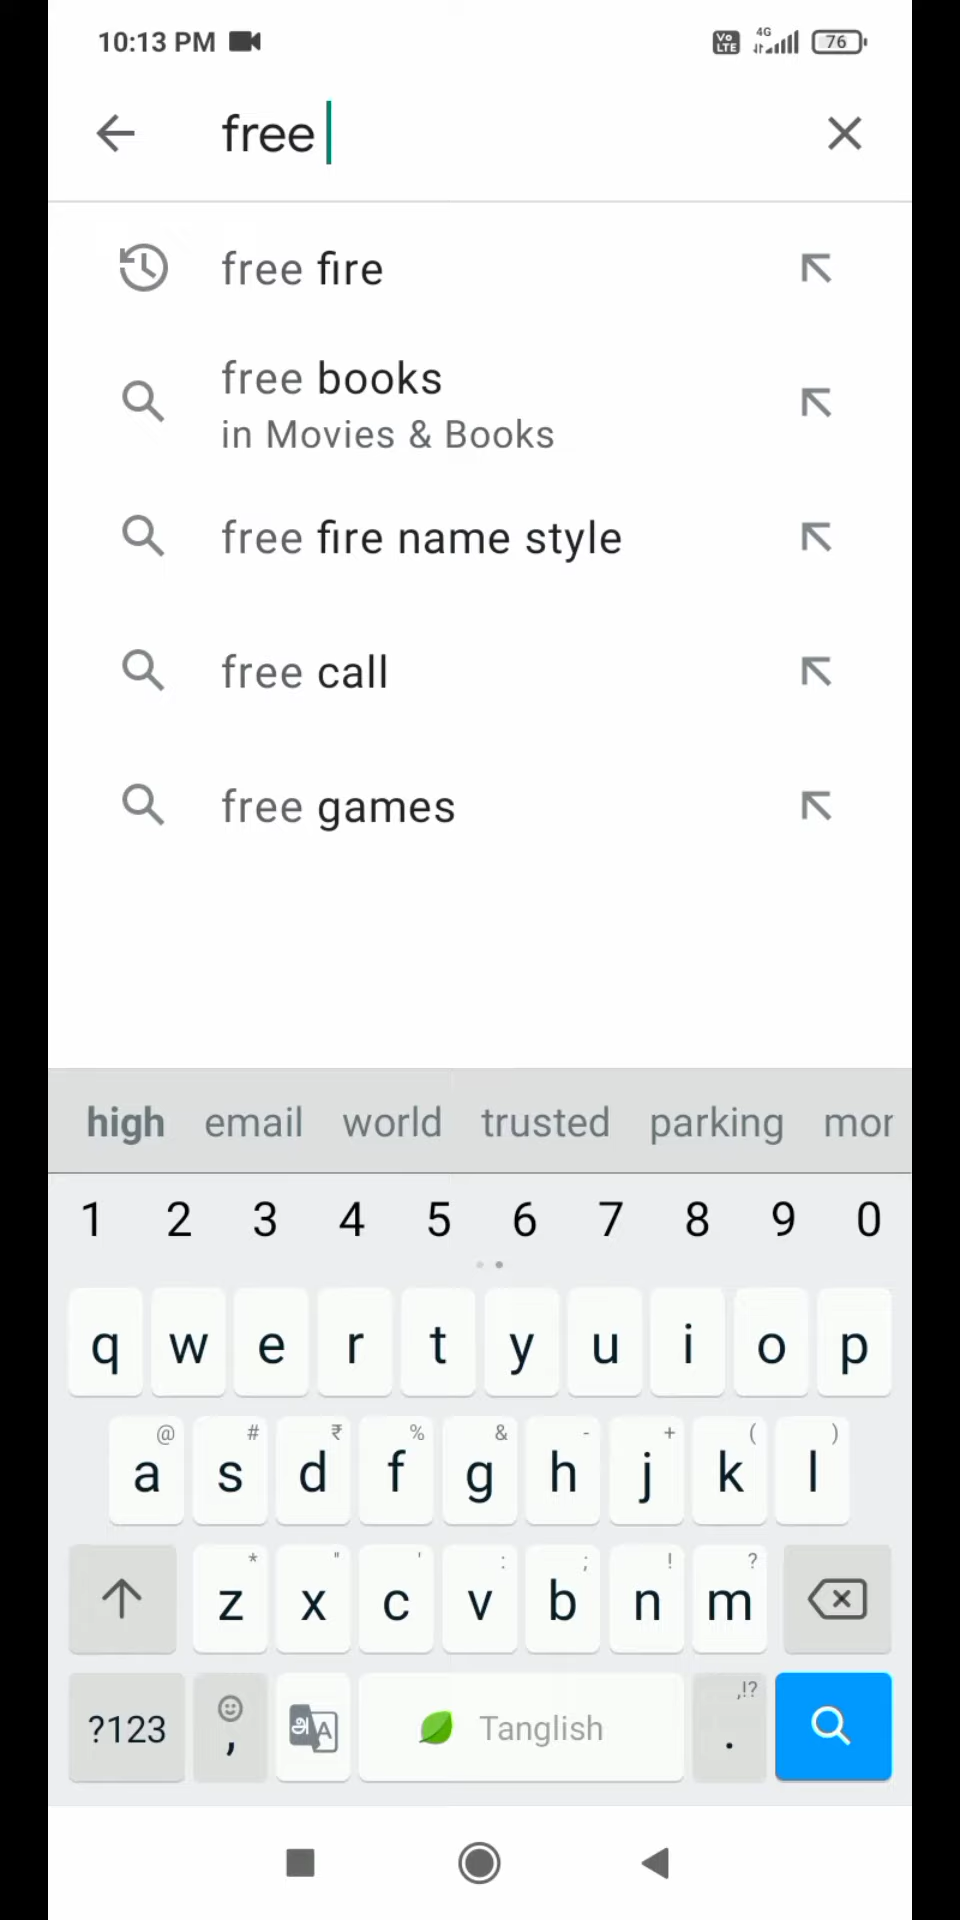 10:13 PM
Vo LTE 4G 76
free
free fire
free books
in Movies & Books
free fire name style
free call
free games
high email world trusted parking mor
1 2 3 4 5 6 7 8 9 0
q w e r t y u i o p
@ # ₹ % & - + ( )
a s d f g h j k l
* " ' : ; ! ?
z x c v b n m
,!?
?123 , அ A Tanglish .